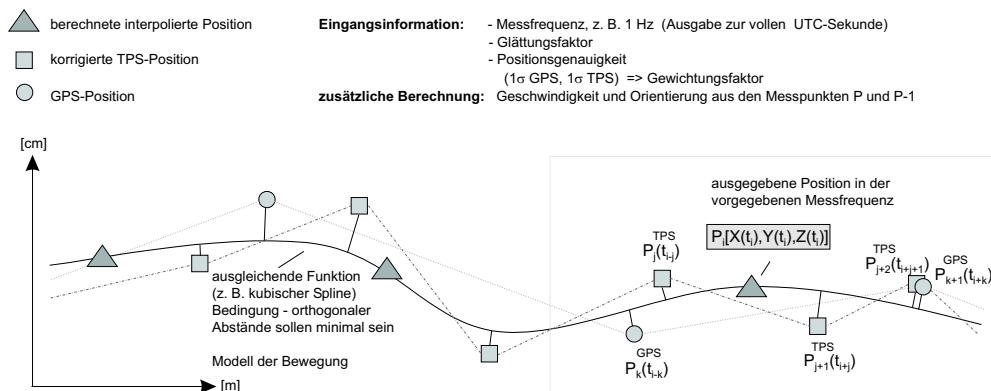 berechnete interpolierte Position
korrigierte TPS-Position
GPS-Position
Eingangsinformation: - Messfrequenz, z. B. 1 Hz (Ausgabe zur vollen UTC-Sekunde)
- Glättungsfaktor
- Positionsgenauigkeit
(1σ GPS, 1σ TPS) => Gewichtungsfaktor
zusätzliche Berechnung: Geschwindigkeit und Orientierung aus den Messpunkten P und P-1
[cm]
ausgegebene Position in der
vorgegebenen Messfrequenz
Pi[X(ti),Y(ti),Z(ti)]
TPS
Pj(ti-j)
TPS
Pj+2(ti+j+1)
GPS
Pk+1(ti+k)
ausgleichende Funktion
(z. B. kubischer Spline)
Bedingung - orthogonaler
Abstände sollen minimal sein
Modell der Bewegung
GPS
Pk(ti-k)
TPS
Pj+1(ti+j)
[m]